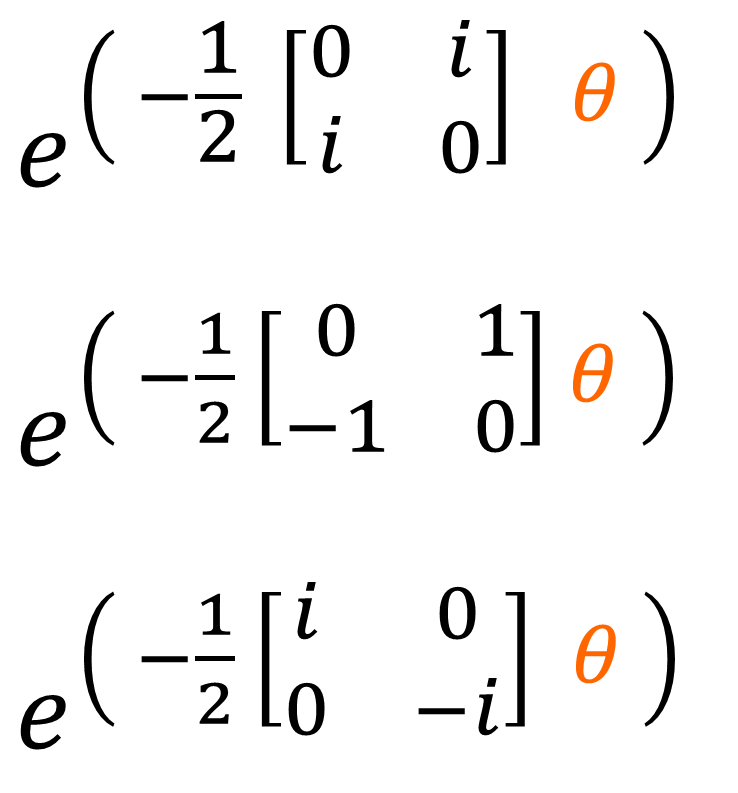 e^(−1/2 [0 i; i 0] θ)
e^(−1/2 [0 1; −1 0] θ)
e^(−1/2 [i 0; 0 −i] θ)